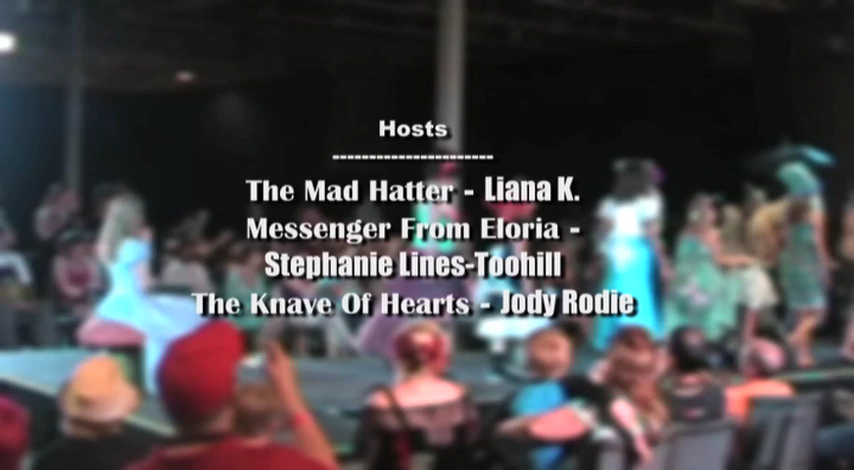 Hosts
----------------------
The Mad Hatter - Liana K.
Messenger From Eloria -
Stephanie Lines-Toohill
The Knave Of Hearts - Jody Rodie